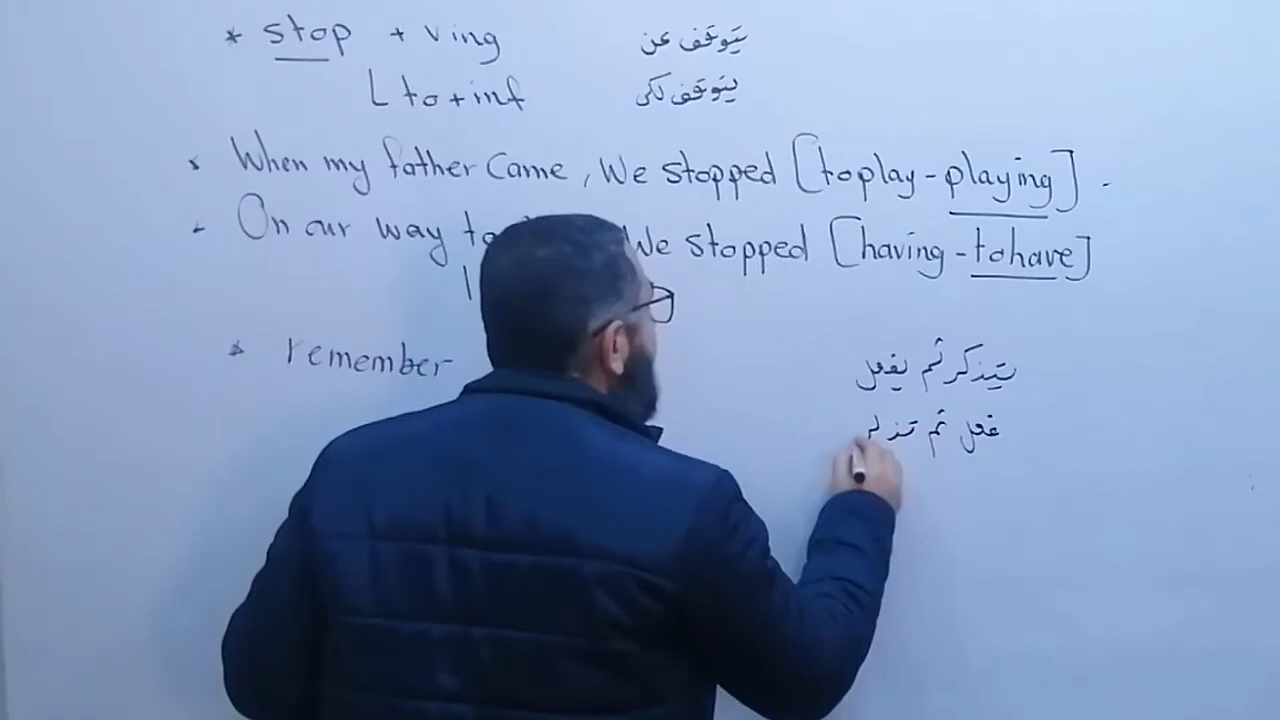 * stop + ving يتوقف عن
to + inf يتوقف لكى
* When my father Came, We stopped [to play - playing].
- On our way to We stopped [having - to have]
* remember يتذكر ثم يفعل
فعل ثم تذكر